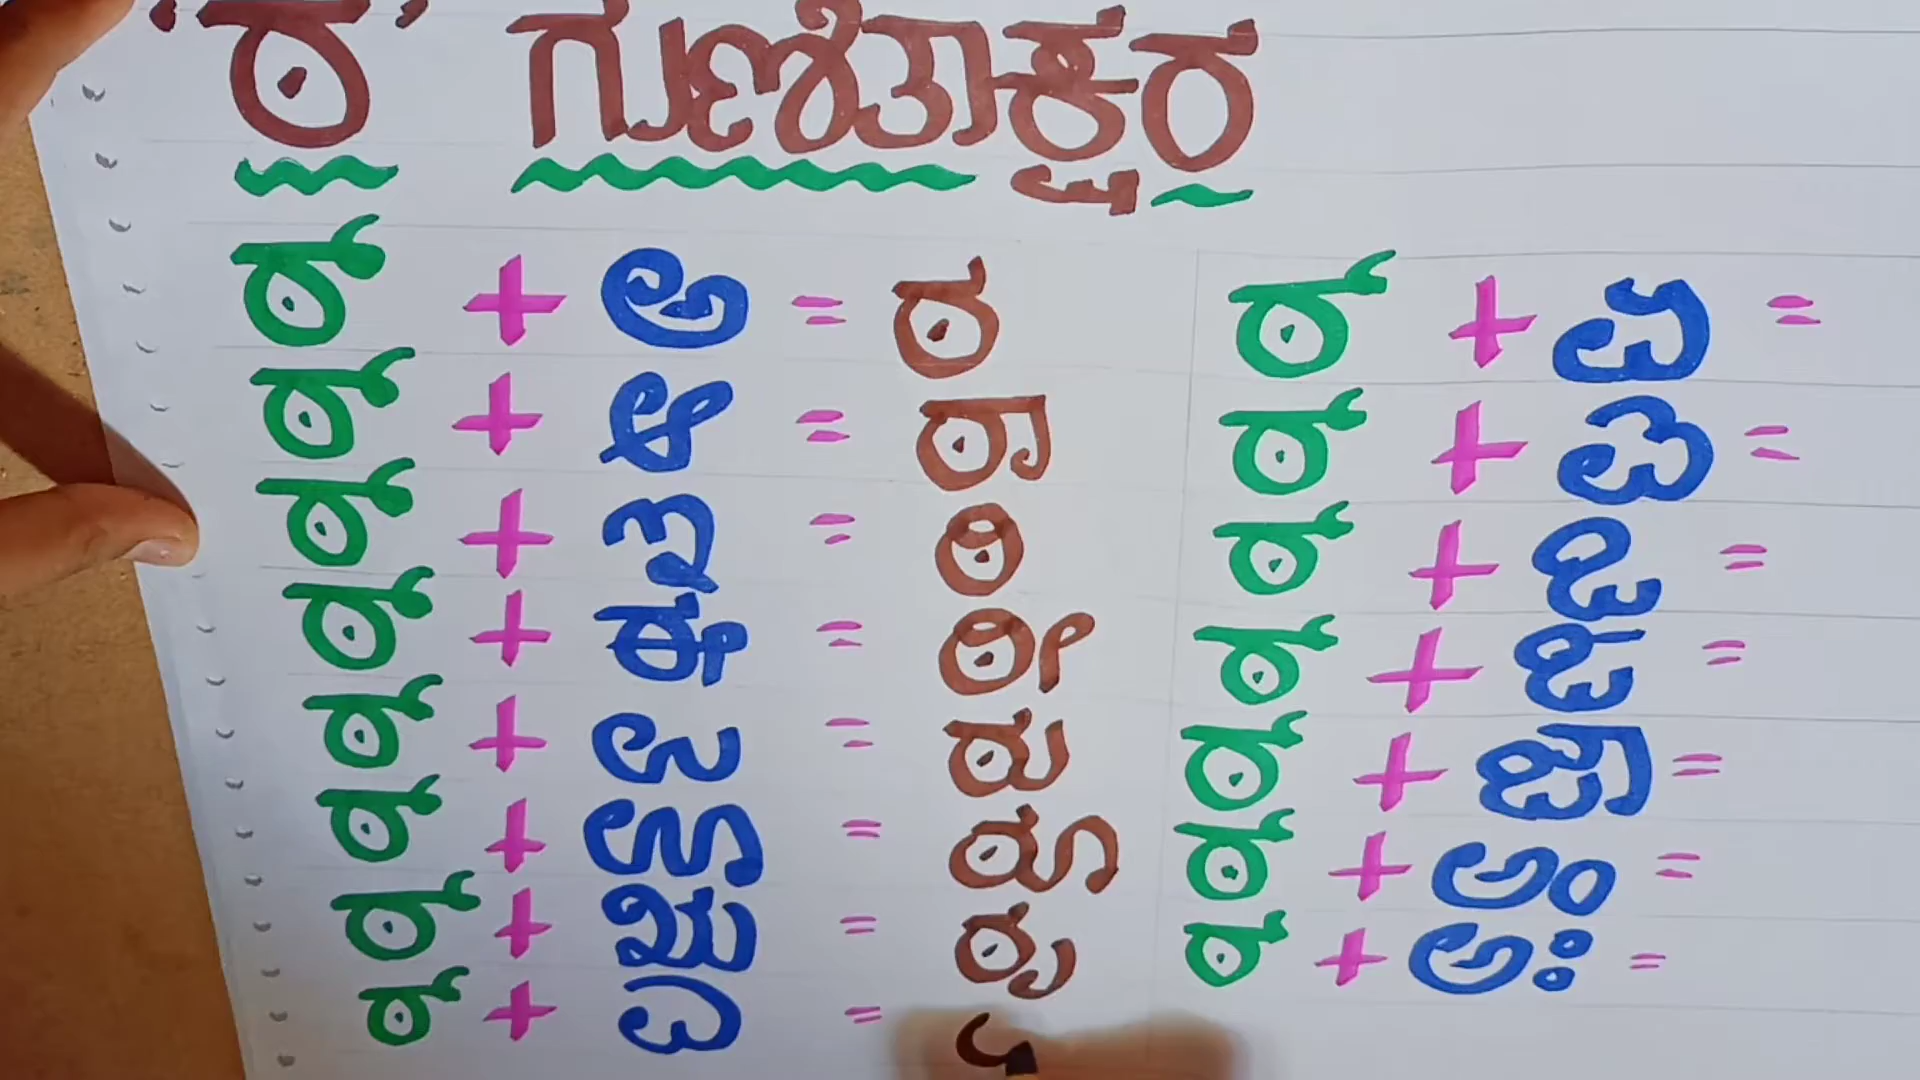 'ಠ' ಗುಣಿತಾಕ್ಷರ
ಠ್ + ಅ = ಠ ಠ್ + ಏ =
ಠ್ + ಆ = ಠಾ ಠ್ + ಐ =
ಠ್ + ಇ = ಠಿ ಠ್ + ಒ =
ಠ್ + ಈ = ಠೀ ಠ್ + ಓ =
ಠ್ + ಉ = ಠು ಠ್ + ಔ =
ಠ್ + ಊ = ಠೂ ಠ್ + ಅಂ =
ಠ್ + ಋ = ಠೃ ಠ್ + ಅಃ =
ಠ್ + ಎ =